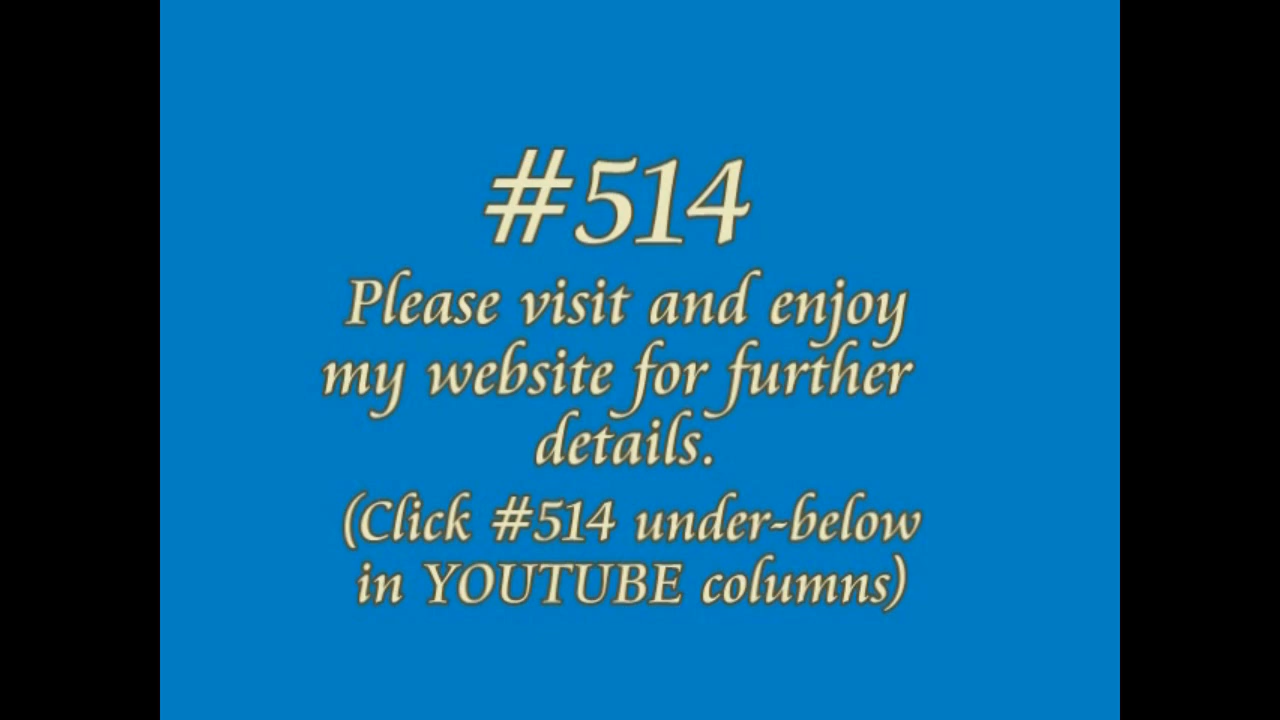 #514
Please visit and enjoy
my website for further
details.
(Click #514 under-below
in YOUTUBE columns)